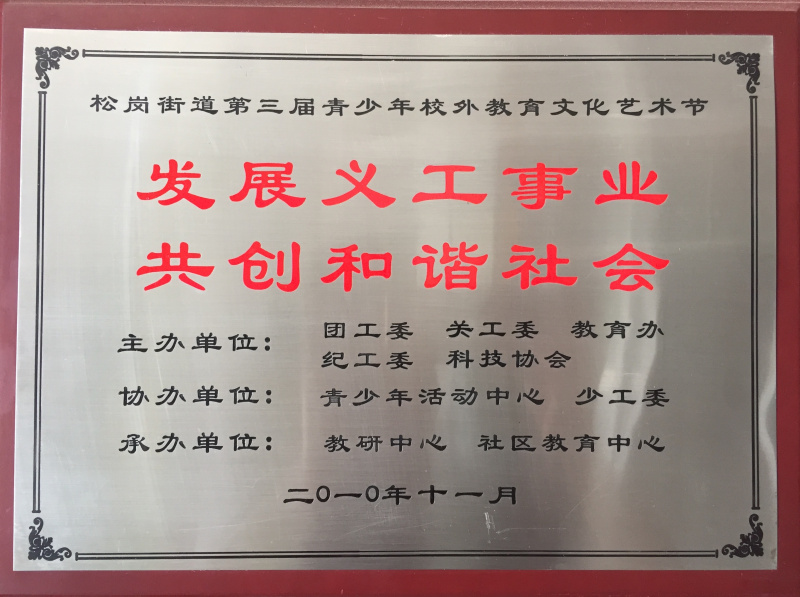 松岗街道第三届青少年校外教育文化艺术节
发展义工事业
共创和谐社会
主办单位：团工委 关工委 教育办
纪工委 科技协会
协办单位：青少年活动中心 少工委
承办单位：教研中心 社区教育中心
二〇一〇年十一月